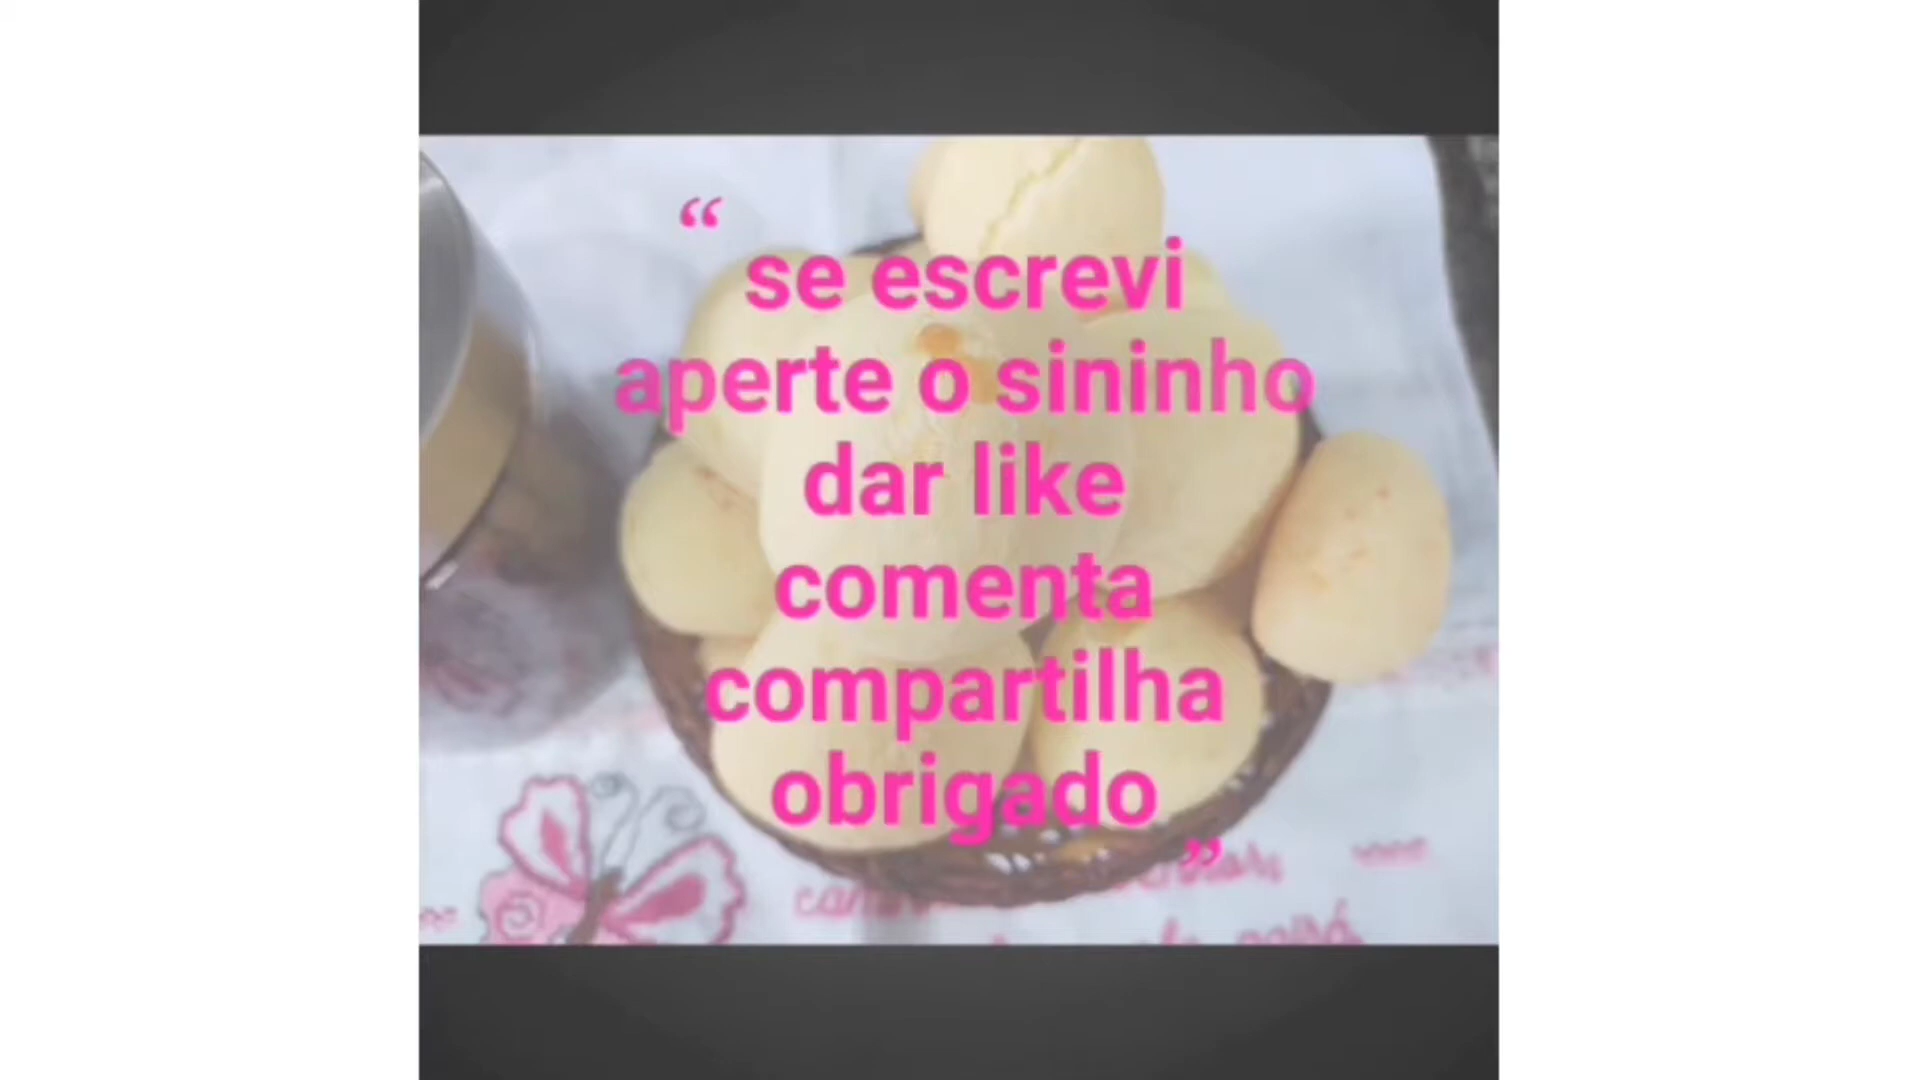 “
se escrevi
aperte o sininho
dar like
comenta
compartilha
obrigado
”